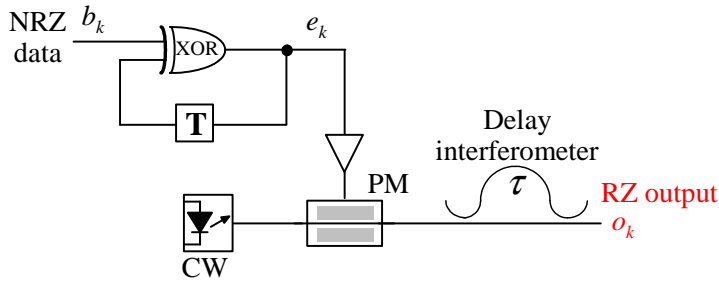 NRZ data
b_k
XOR
e_k
T
Delay
interferometer
τ
PM
RZ output
o_k
CW